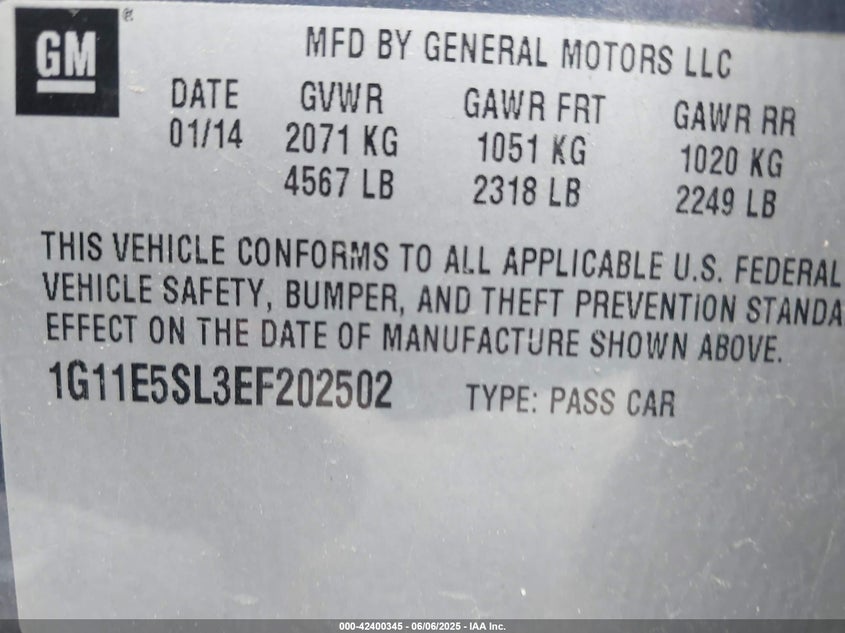 GM®
MFD BY GENERAL MOTORS LLC
DATE GVWR GAWR FRT GAWR RR
01/14 2071 KG 1051 KG 1020 KG
4567 LB 2318 LB 2249 LB
THIS VEHICLE CONFORMS TO ALL APPLICABLE U.S. FEDERAL
VEHICLE SAFETY, BUMPER, AND THEFT PREVENTION STANDA
EFFECT ON THE DATE OF MANUFACTURE SHOWN ABOVE.
1G11E5SL3EF202502 TYPE: PASS CAR
000-42400345 - 06/06/2025 - IAA Inc.